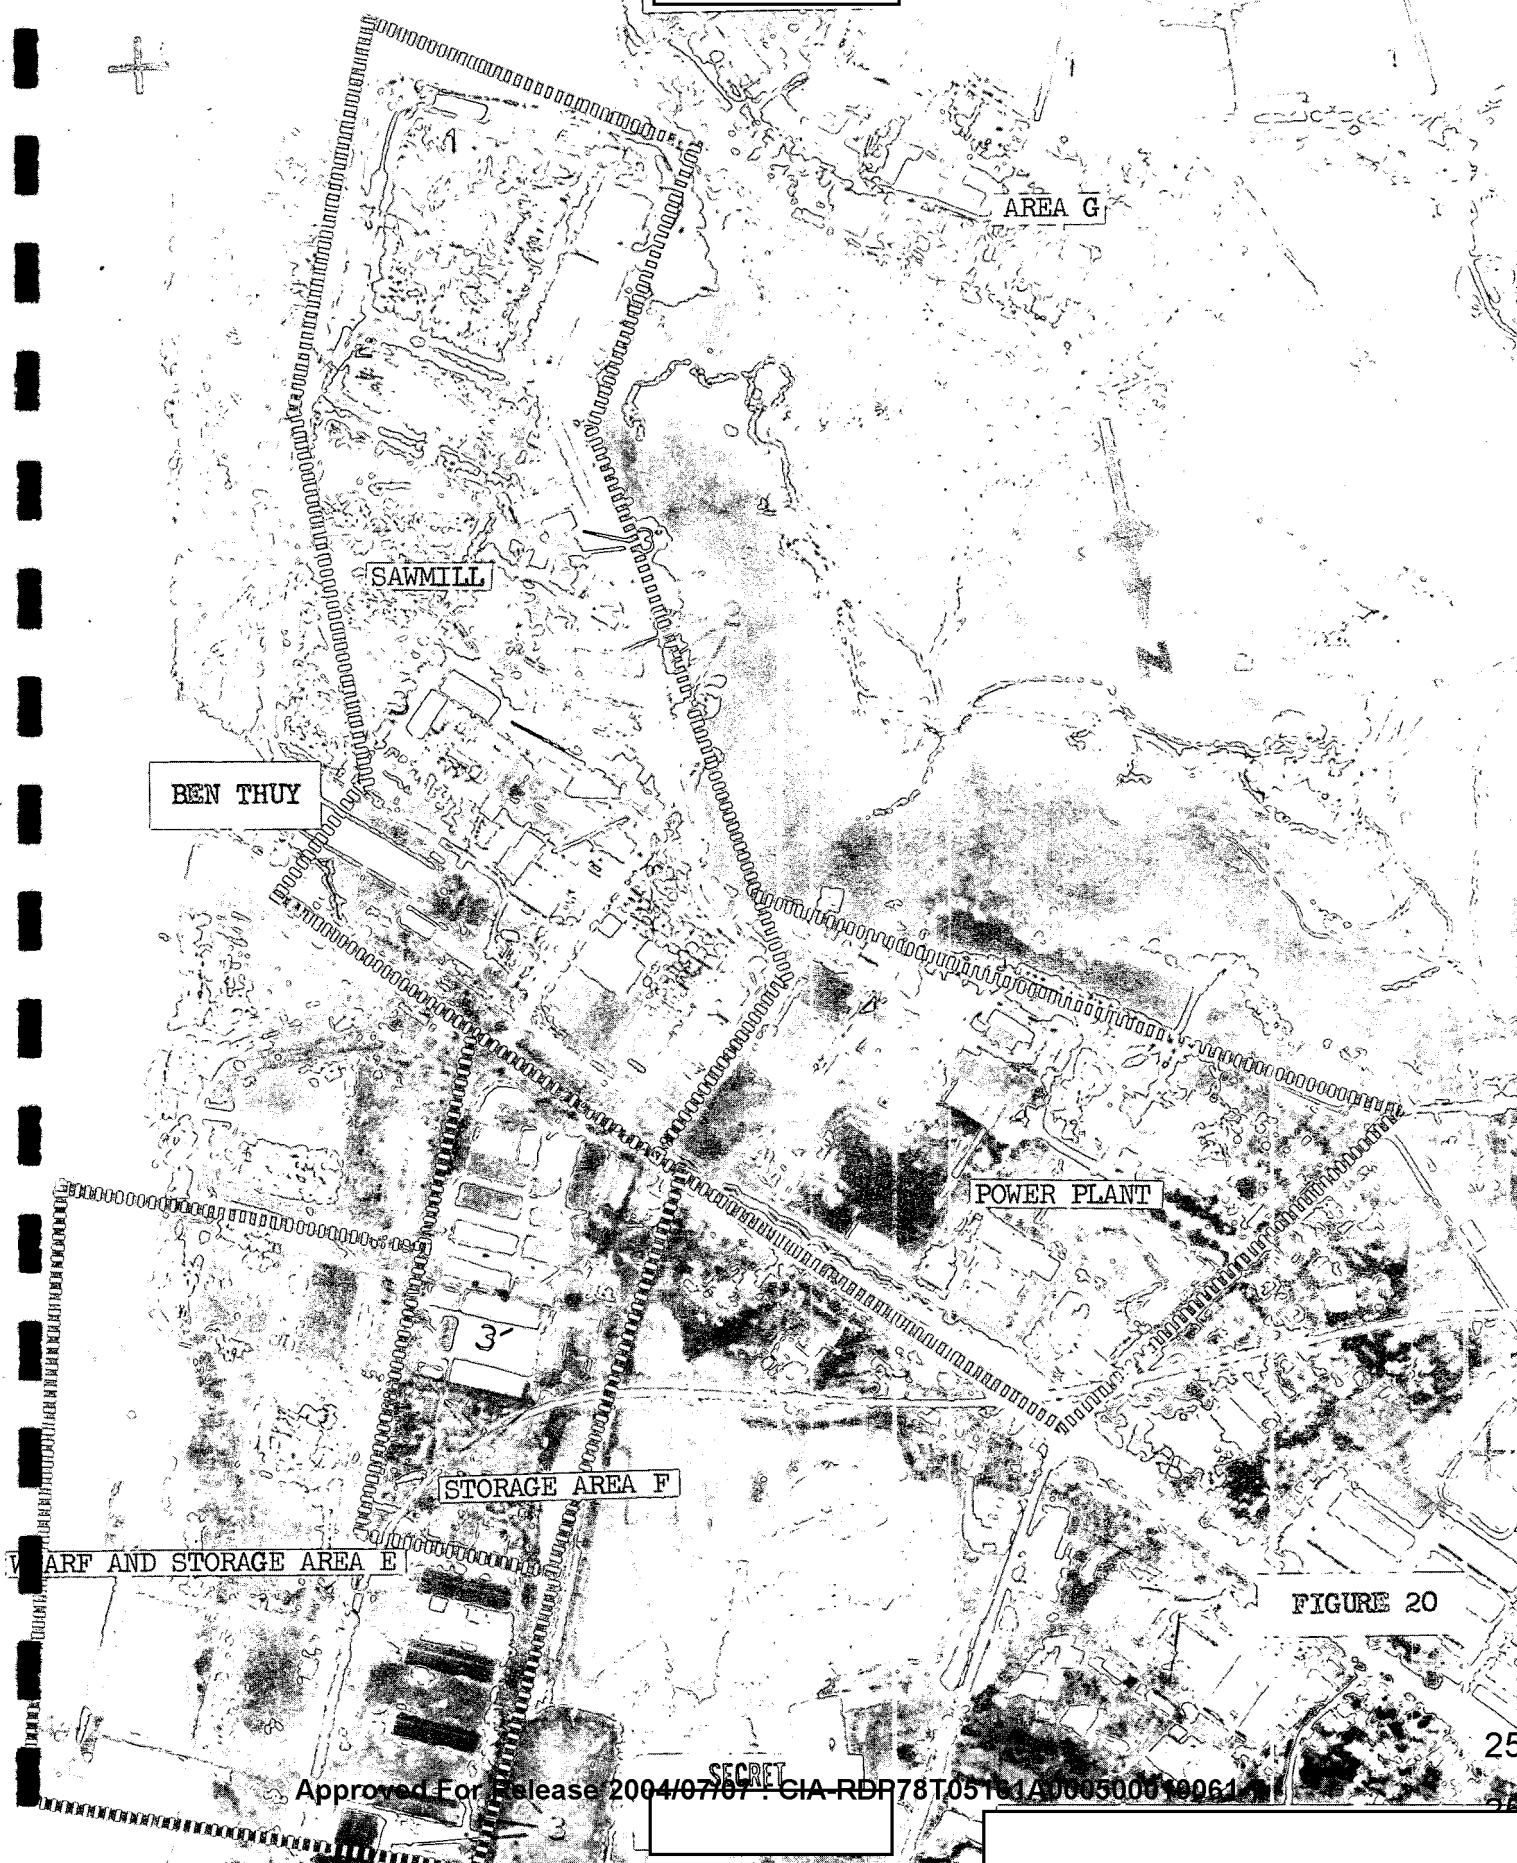 AREA G
SAWMILL
N
BEN THUY
POWER PLANT
3
STORAGE AREA F
WHARF AND STORAGE AREA E
FIGURE 20
25
SECRET
Approved For Release 2004/07/07 : CIA-RDP78T05161A000500010061-
3